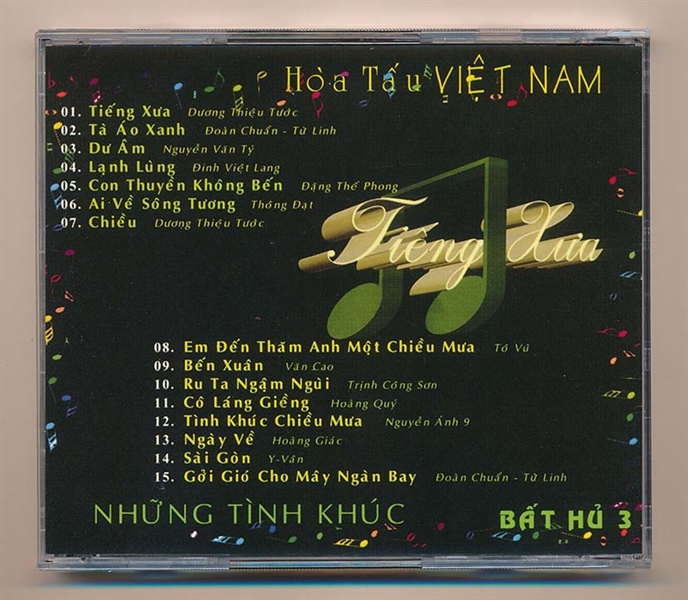 Hòa Tấu VIỆT NAM
01. Tiếng Xưa Dương Thiệu Tước
02. Tà Áo Xanh Đoàn Chuẩn - Từ Linh
03. Dư Âm Nguyễn Văn Tý
04. Lạnh Lùng Đinh Việt Lang
05. Con Thuyền Không Bến Đặng Thế Phong
06. Ai Về Sông Tương Thông Đạt
07. Chiều Dương Thiệu Tước
Tiếng Xưa
08. Em Đến Thăm Anh Một Chiều Mưa Tô Vũ
09. Bến Xuân Văn Cao
10. Ru Ta Ngậm Ngùi Trịnh Công Sơn
11. Cô Láng Giềng Hoàng Quý
12. Tình Khúc Chiều Mưa Nguyễn Ánh 9
13. Ngày Về Hoàng Giác
14. Sài Gòn Y-Vân
15. Gởi Gió Cho Mây Ngàn Bay Đoàn Chuẩn - Từ Linh
NHỮNG TÌNH KHÚC BẤT HỦ 3